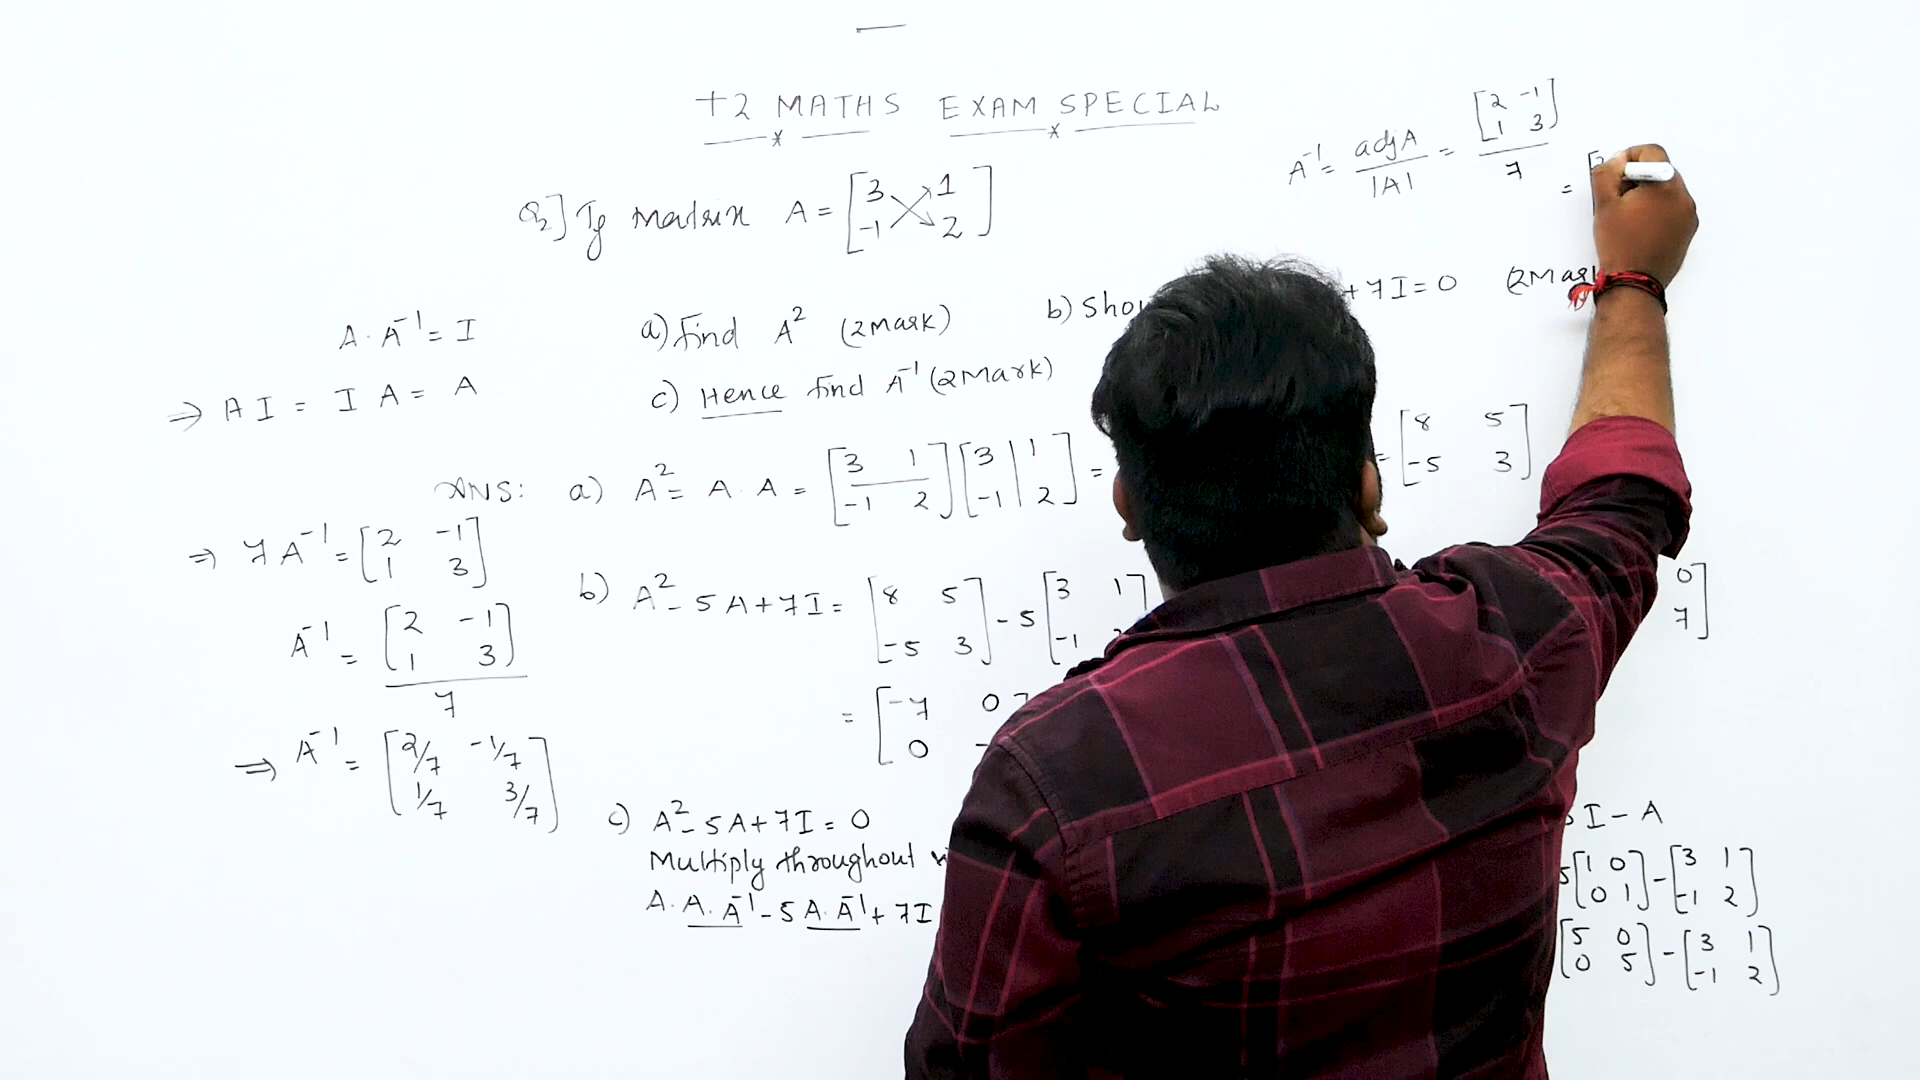 +2 MATHS EXAM SPECIAL
Q2] If matrix A = [3 1
-1 2]
A⁻¹ = adjA / |A| = [2 -1
1 3] / 7 = [
a) find A² (2Mark)
b) Sho + 7I = 0 (2Mark
c) Hence find A⁻¹ (2Mark)
A.A⁻¹ = I
⇒ AI = IA = A
ANS: a) A² = A.A = [3 1
-1 2] [3 1
-1 2] = = [8 5
-5 3]
b) A² - 5A + 7I = [8 5
-5 3] - 5 [3 1
-1 0
7]
= [-7 0
0 -
c) A² - 5A + 7I = 0
Multiply throughout
A.A.A⁻¹ - 5A.A⁻¹ + 7I
5I - A
5[1 0
0 1] - [3 1
-1 2]
[5 0
0 5] - [3 1
-1 2]
⇒ 7A⁻¹ = [2 -1
1 3]
A⁻¹ = [2 -1
1 3] / 7
⇒ A⁻¹ = [2/7 -1/7
1/7 3/7]